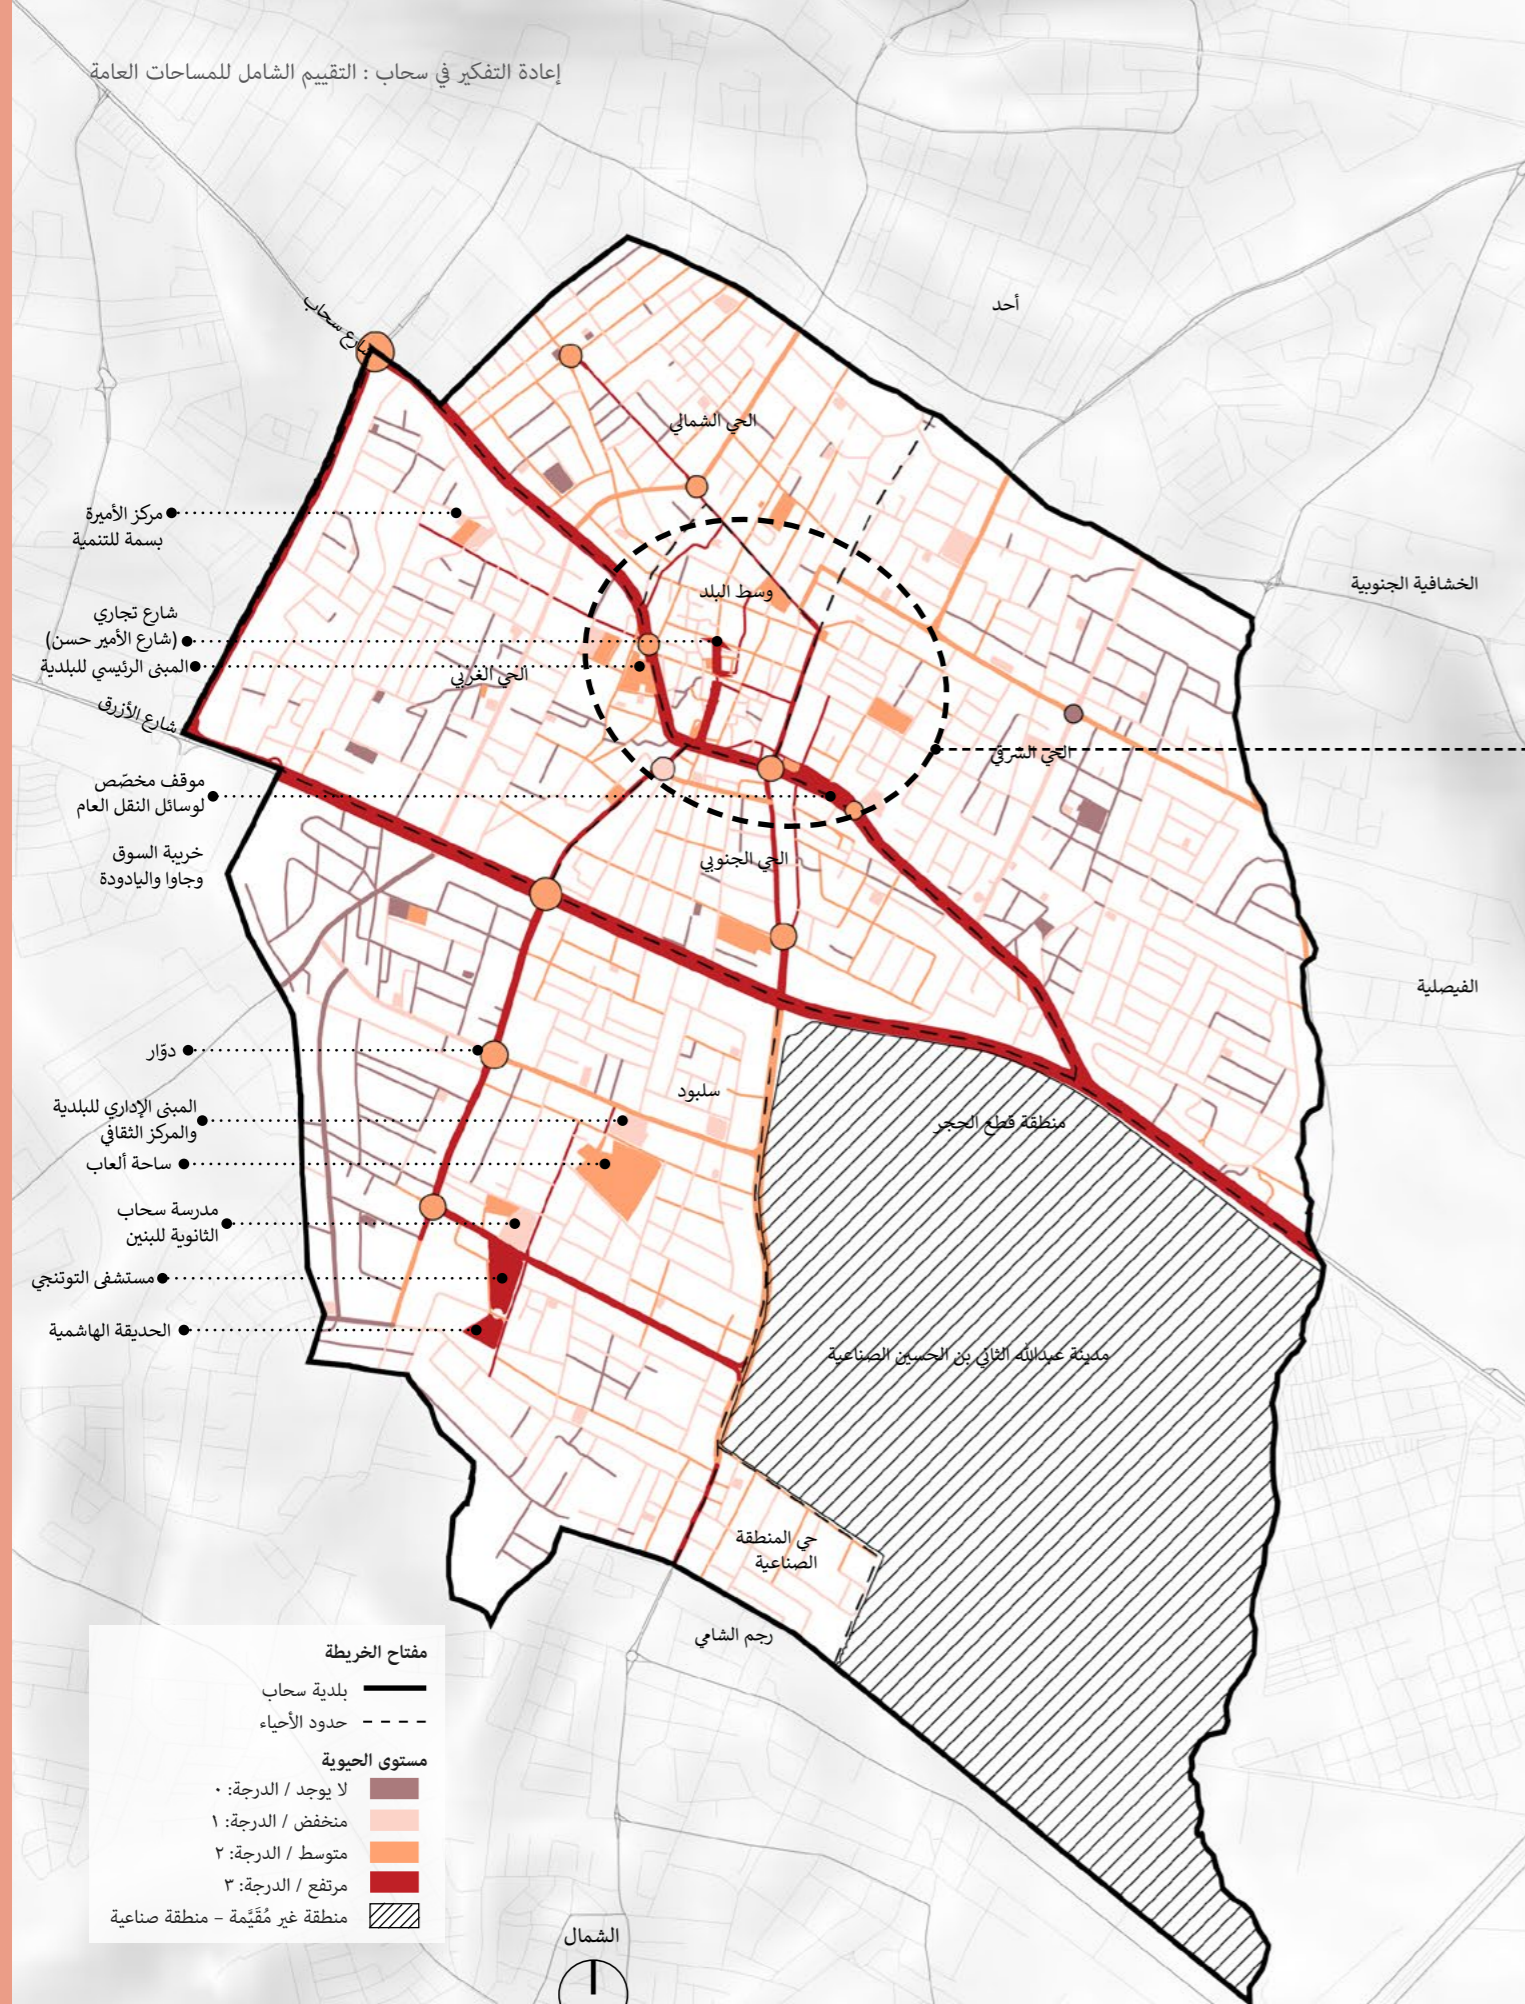 إعادة التفكير في سحاب : التقييم الشامل للمساحات العامة
أحد
شارع سحاب
الحي الشمالي
مركز الأميرة
بسمة للتنمية
الخشافية الجنوبية
وسط البلد
شارع تجاري
(شارع الأمير حسن)
المبنى الرئيسي للبلدية
الحي الغربي
شارع الأزرق
الحي الشرقي
موقف مخصّص
لوسائل النقل العام
خريبة السوق
وجاوا واليادودة
الحي الجنوبي
الفيصلية
دوّار
سلبود
المبنى الإداري للبلدية
والمركز الثقافي
منطقة قطع الحجر
ساحة ألعاب
مدرسة سحاب
الثانوية للبنين
مستشفى التوتنجي
الحديقة الهاشمية
مدينة عبدالله الثاني بن الحسين الصناعية
حي المنطقة
الصناعية
رجم الشامي
مفتاح الخريطة
بلدية سحاب
حدود الأحياء
مستوى الحيوية
لا يوجد / الدرجة: ٠
منخفض / الدرجة: ١
متوسط / الدرجة: ٢
مرتفع / الدرجة: ٣
منطقة غير مُقَيَّمة – منطقة صناعية
الشمال